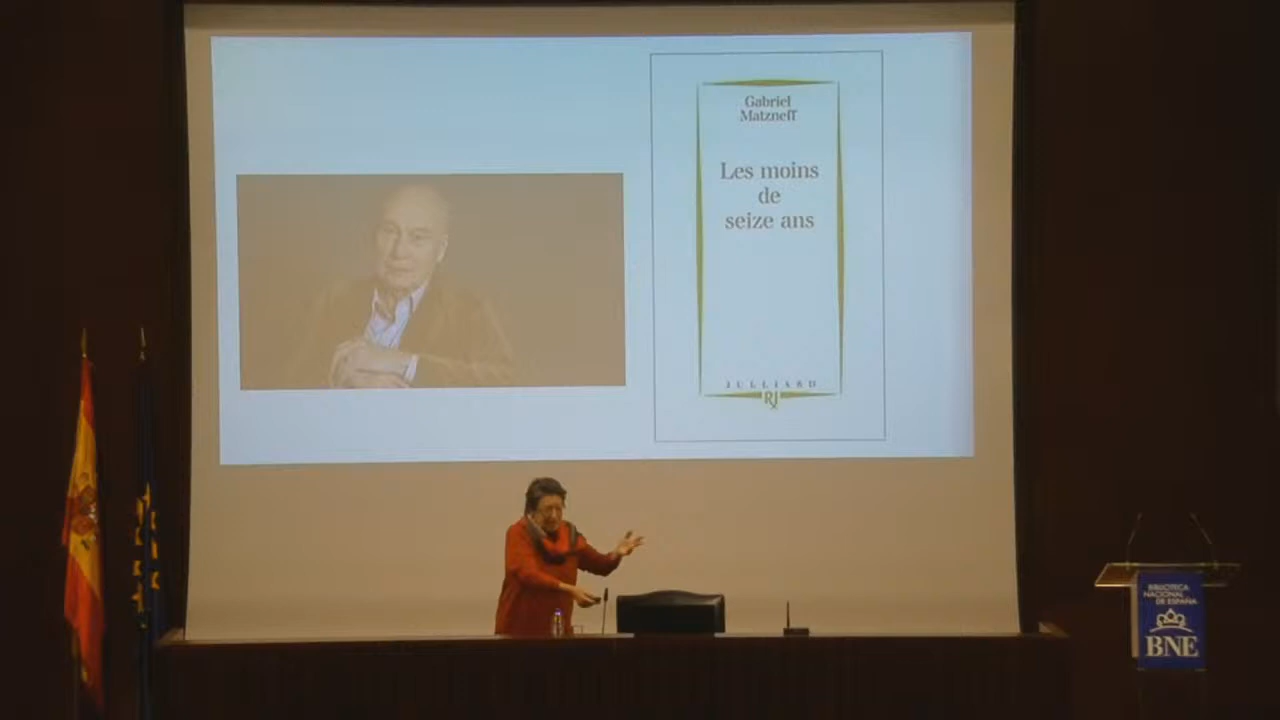 Gabriel
Matzneff
Les moins
de
seize ans
JULLIARD
RJ
BIBLIOTECA
NACIONAL
DE ESPAÑA
BNE